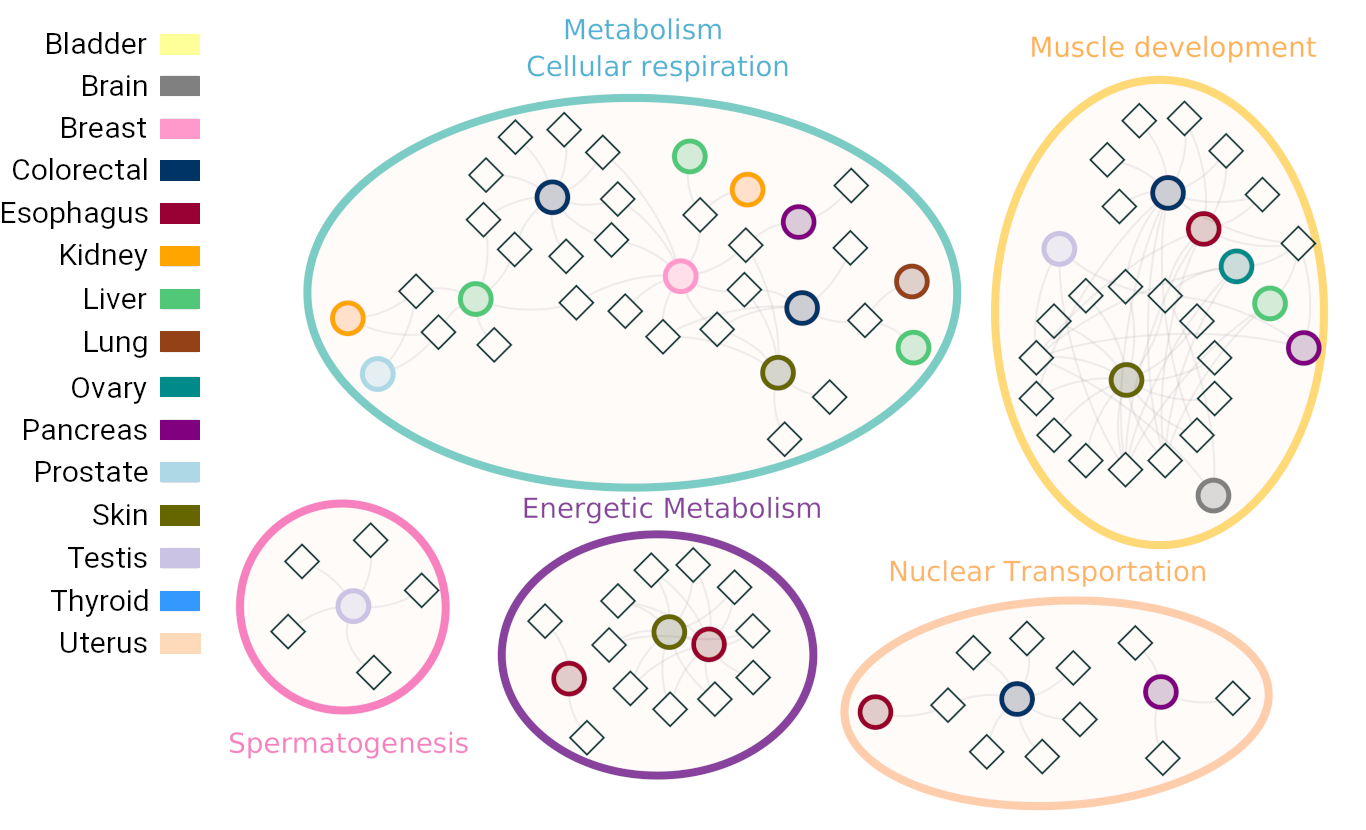 Bladder
Brain
Breast
Colorectal
Esophagus
Kidney
Liver
Lung
Ovary
Pancreas
Prostate
Skin
Testis
Thyroid
Uterus
Metabolism
Cellular respiration
Muscle development
Energetic Metabolism
Nuclear Transportation
Spermatogenesis